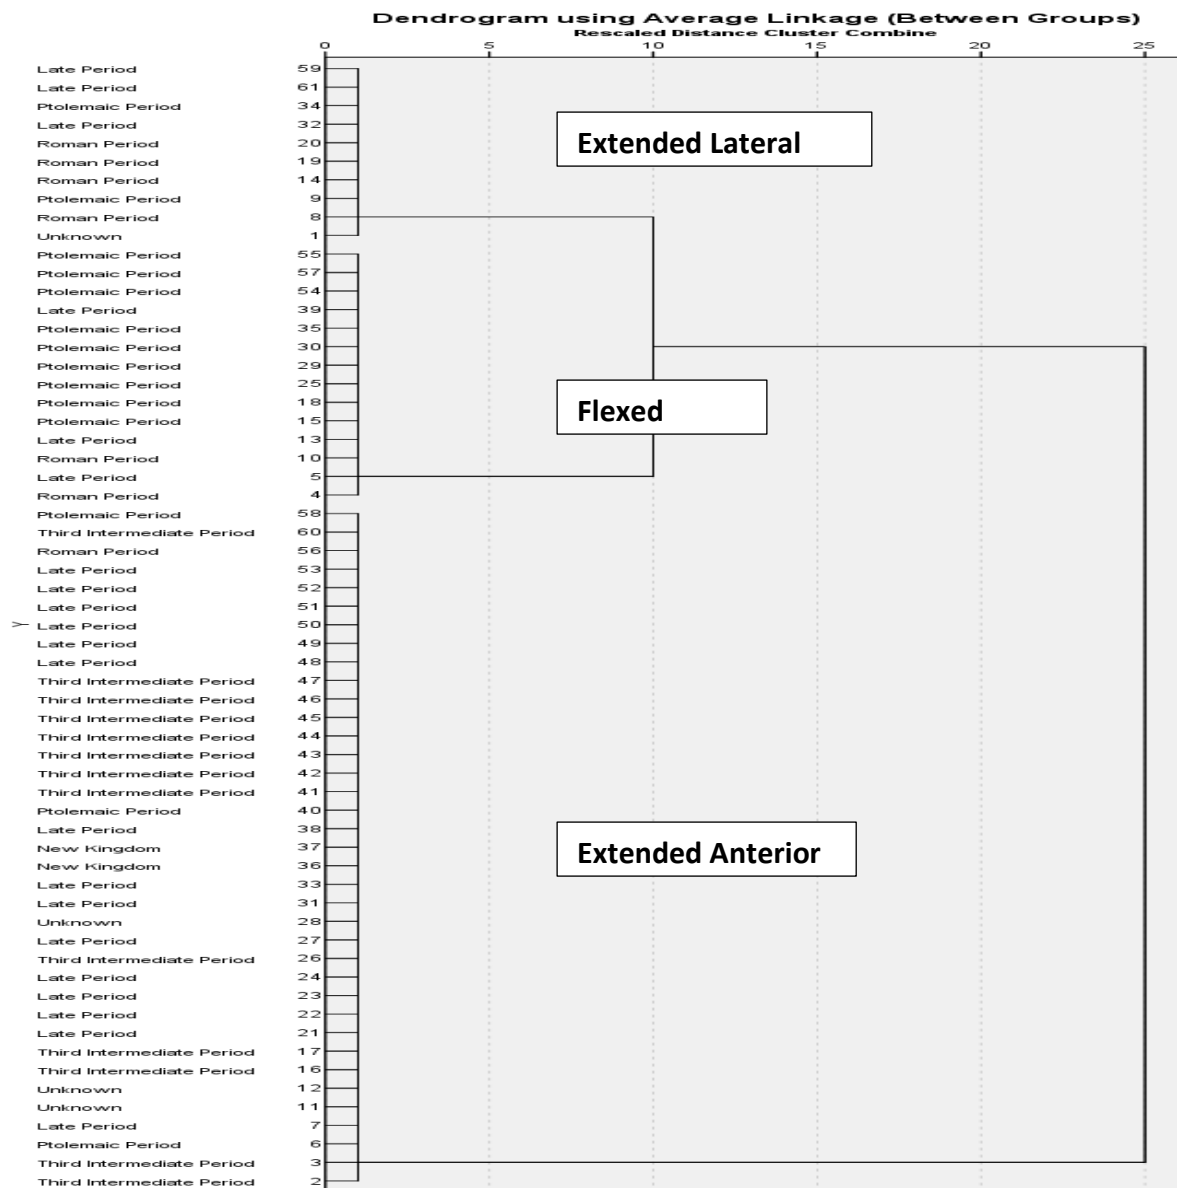 Dendrogram using Average Linkage (Between Groups)
Rescaled Distance Cluster Combine
0 5 10 15 20 25
Late Period 59
Late Period 61
Ptolemaic Period 34
Late Period 32
Extended Lateral
Roman Period 20
Roman Period 19
Roman Period 14
Ptolemaic Period 9
Roman Period 8
Unknown 1
Ptolemaic Period 55
Ptolemaic Period 57
Ptolemaic Period 54
Late Period 39
Ptolemaic Period 35
Ptolemaic Period 30
Ptolemaic Period 29
Ptolemaic Period 25
Ptolemaic Period 18
Flexed
Ptolemaic Period 15
Late Period 13
Roman Period 10
Late Period 5
Roman Period 4
Ptolemaic Period 58
Third Intermediate Period 60
Roman Period 56
Late Period 53
Late Period 52
Late Period 51
Y
Late Period 50
Late Period 49
Late Period 48
Third Intermediate Period 47
Third Intermediate Period 46
Third Intermediate Period 45
Third Intermediate Period 44
Third Intermediate Period 43
Third Intermediate Period 42
Third Intermediate Period 41
Ptolemaic Period 40
Late Period 38
New Kingdom 37
Extended Anterior
New Kingdom 36
Late Period 33
Late Period 31
Unknown 28
Late Period 27
Third Intermediate Period 26
Late Period 24
Late Period 23
Late Period 22
Late Period 21
Third Intermediate Period 17
Third Intermediate Period 16
Unknown 12
Unknown 11
Late Period 7
Ptolemaic Period 6
Third Intermediate Period 3
Third Intermediate Period 2